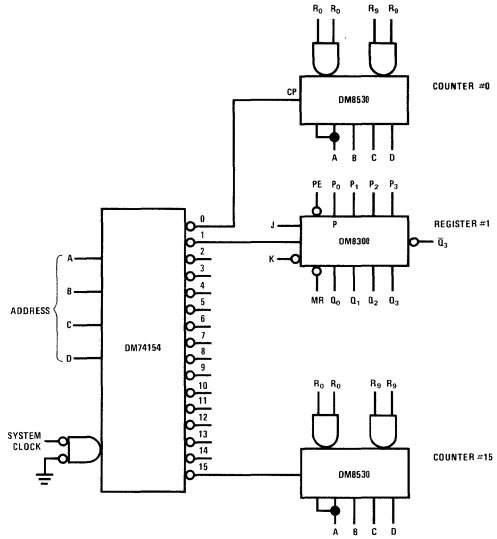 R₀ R₀ R₉ R₉
CP
DM8530
COUNTER #0
A B C D
PE P₀ P₁ P₂ P₃
J
P
DM8300
REGISTER #1
Q̅₃
K
MR Q₀ Q₁ Q₂ Q₃
ADDRESS
A
B
C
D
DM74154
0
1
2
3
4
5
6
7
8
9
10
11
12
13
14
15
SYSTEM
CLOCK
R₀ R₀ R₉ R₉
DM8530
COUNTER #15
A B C D